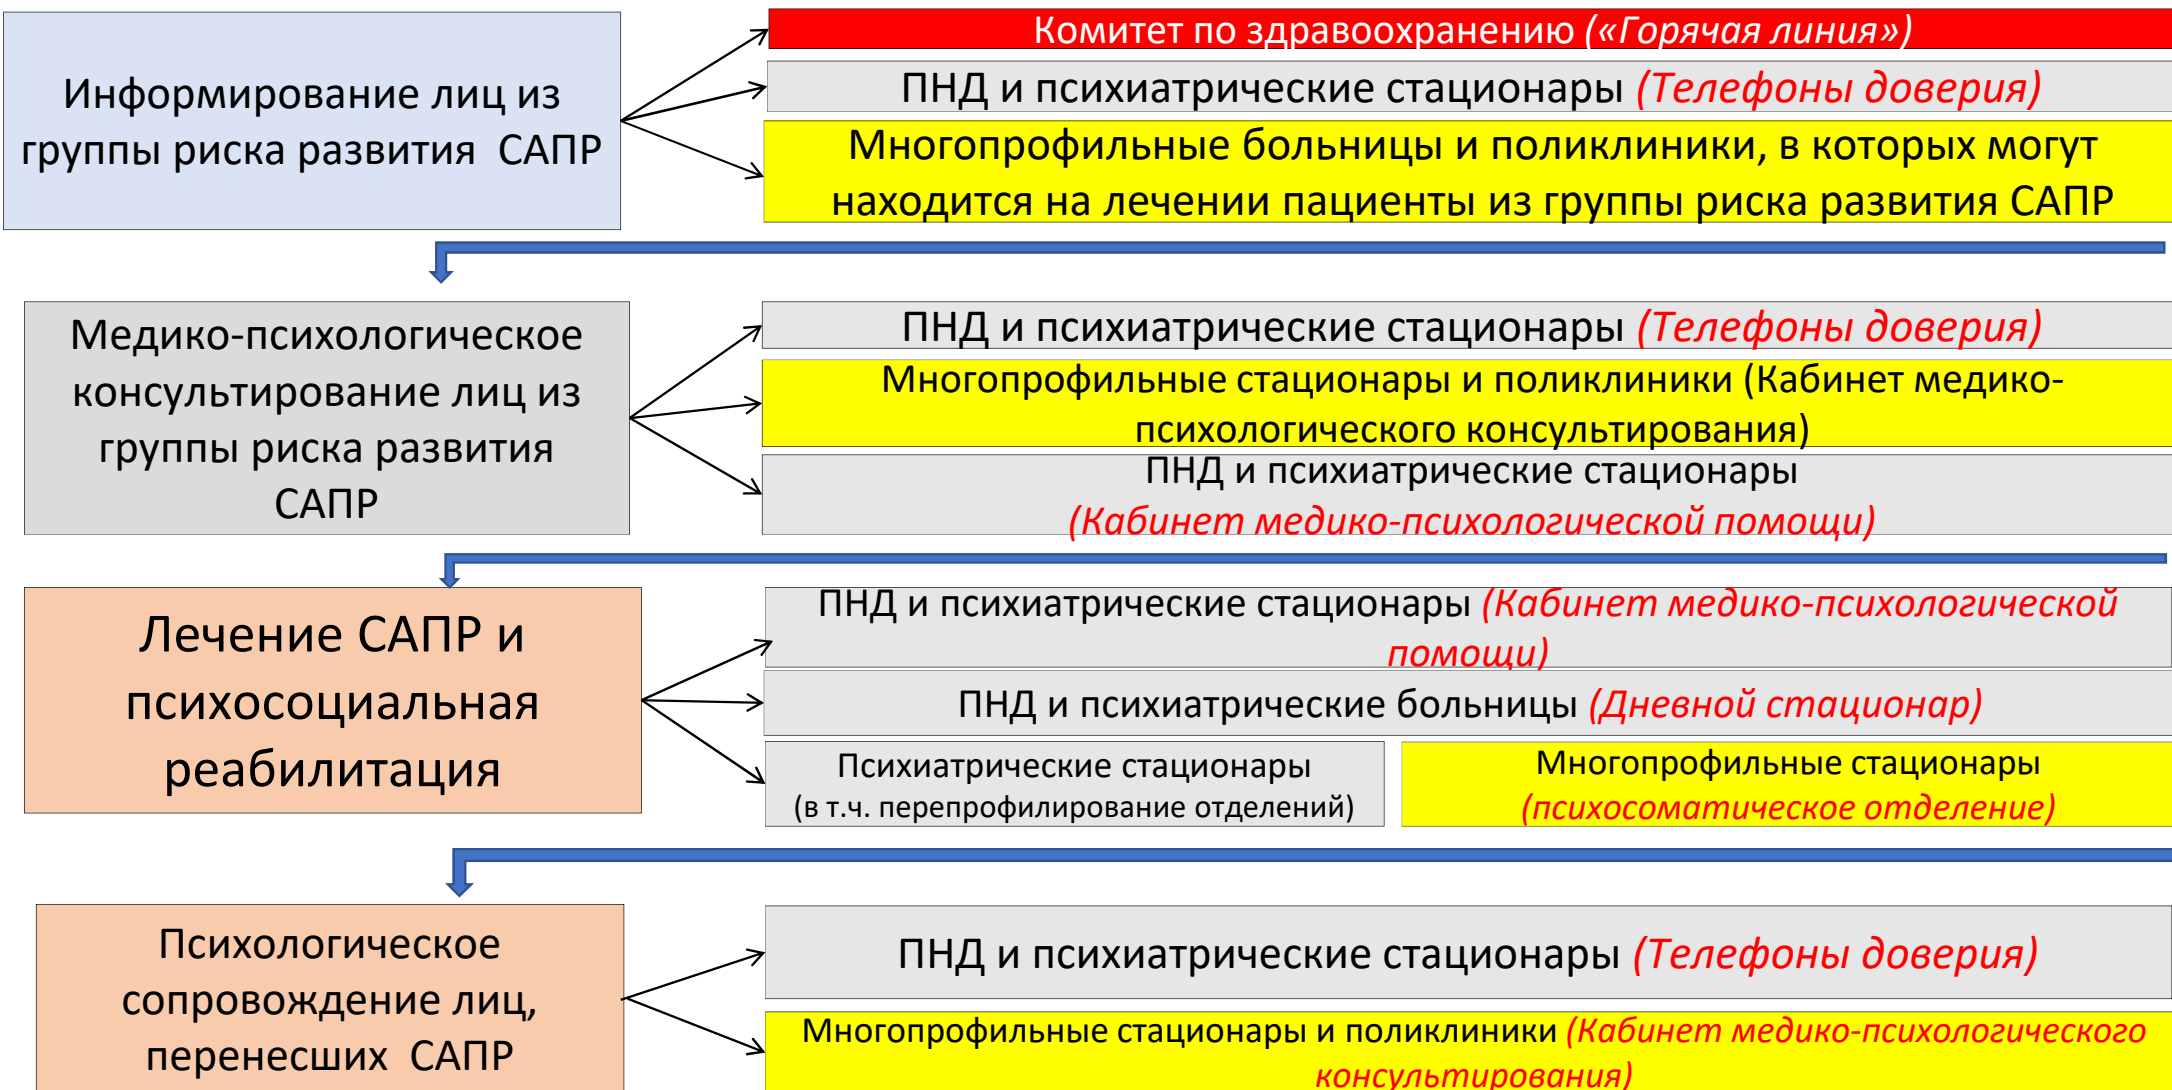 Информирование лиц из
группы риска развития САПР
Комитет по здравоохранению («Горячая линия»)
ПНД и психиатрические стационары (Телефоны доверия)
Многопрофильные больницы и поликлиники, в которых могут
находится на лечении пациенты из группы риска развития САПР
Медико-психологическое
консультирование лиц из
группы риска развития
САПР
ПНД и психиатрические стационары (Телефоны доверия)
Многопрофильные стационары и поликлиники (Кабинет медико-
психологического консультирования)
ПНД и психиатрические стационары
(Кабинет медико-психологической помощи)
Лечение САПР и
психосоциальная
реабилитация
ПНД и психиатрические стационары (Кабинет медико-психологической
помощи)
ПНД и психиатрические больницы (Дневной стационар)
Психиатрические стационары
(в т.ч. перепрофилирование отделений)
Многопрофильные стационары
(психосоматическое отделение)
Психологическое
сопровождение лиц,
перенесших САПР
ПНД и психиатрические стационары (Телефоны доверия)
Многопрофильные стационары и поликлиники (Кабинет медико-психологического
консультирования)